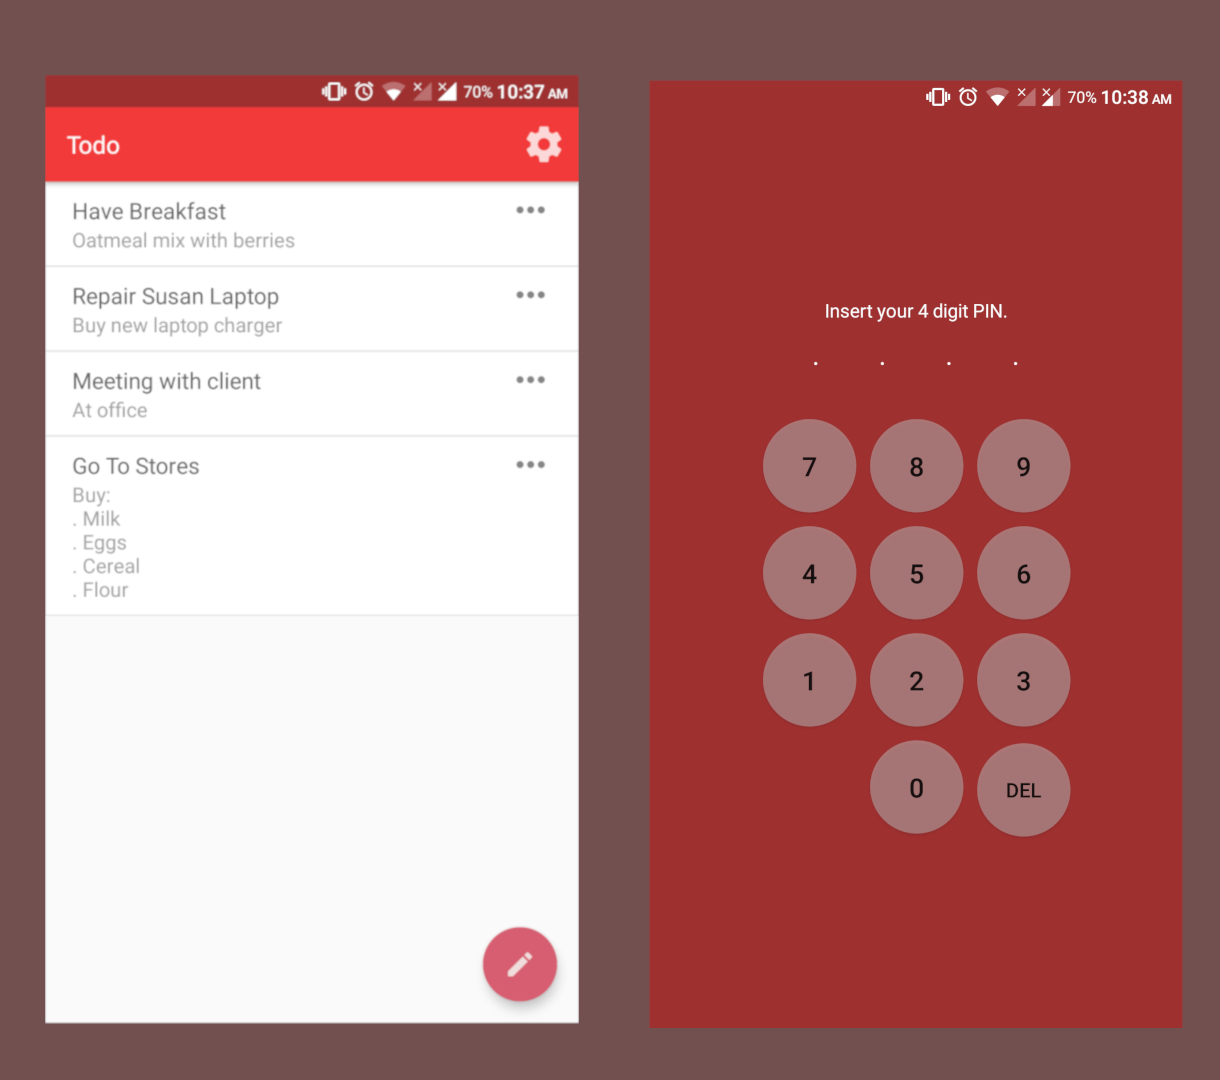 70% 10:37 AM
Todo
Have Breakfast
Oatmeal mix with berries
Repair Susan Laptop
Buy new laptop charger
Meeting with client
At office
Go To Stores
Buy:
. Milk
. Eggs
. Cereal
. Flour
70% 10:38 AM
Insert your 4 digit PIN.
. . . .
7 8 9
4 5 6
1 2 3
0 DEL